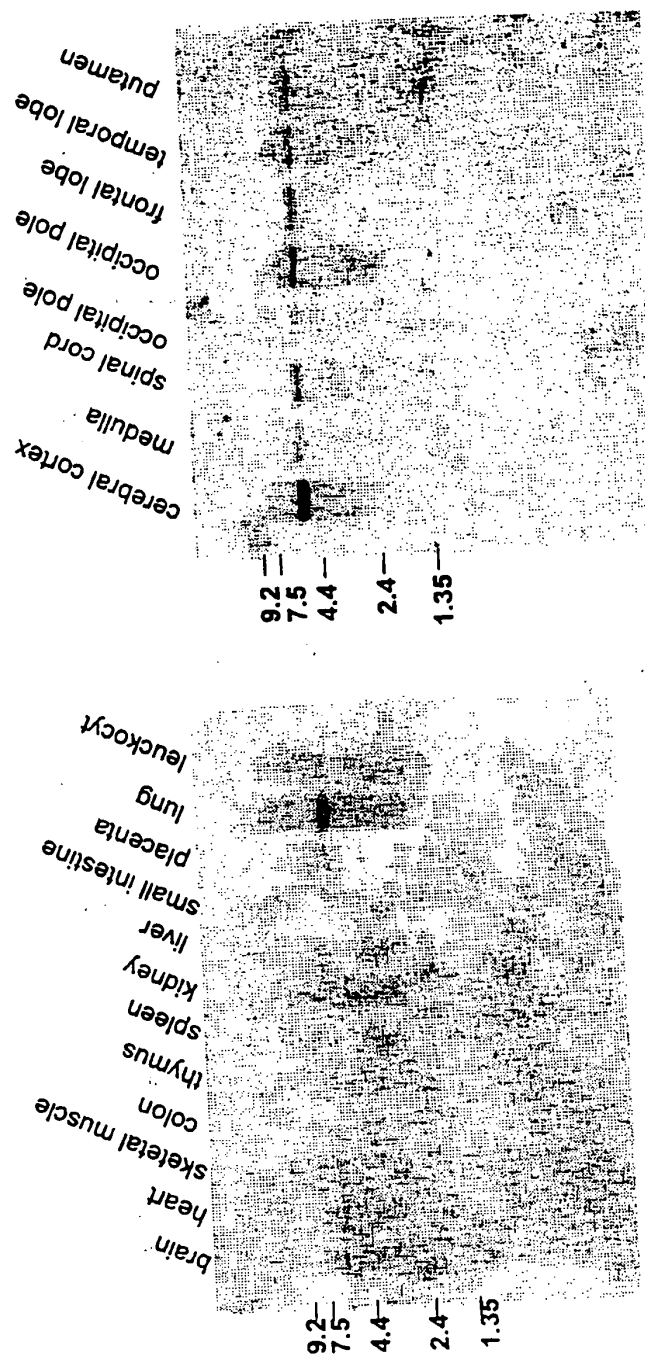 putamen
temporal lobe
frontal lobe
occipital pole
occipital pole
spinal cord
medulla
cerebral cortex
9.2
7.5
4.4
2.4
1.35
leuckocyt
lung
placenta
small intestine
liver
kidney
spleen
thymus
colon
sketetal muscle
heart
brain
9.2
7.5
4.4
2.4
1.35